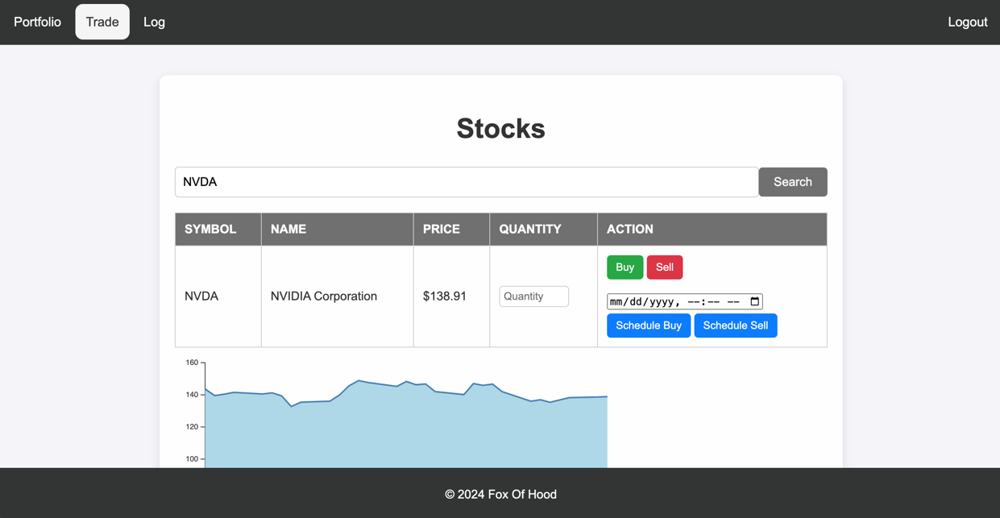 Portfolio Trade Log Logout
Stocks
NVDA Search
SYMBOL NAME PRICE QUANTITY ACTION
Buy Sell
NVDA NVIDIA Corporation $138.91 Quantity
mm/dd/yyyy, --:-- --
Schedule Buy Schedule Sell
160
140
120
100
© 2024 Fox Of Hood